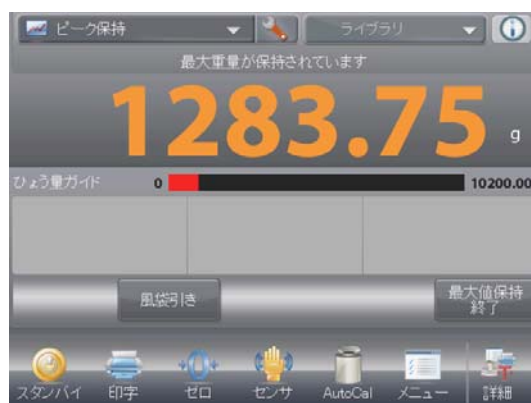 ピーク保持
ライブラリ
最大重量が保持されています
1283.75 g
ひょう量ガイド 0 10200.00
風袋引き
最大値保持
終了
スタンバイ 印字 ゼロ センサ AutoCal メニュー 詳細